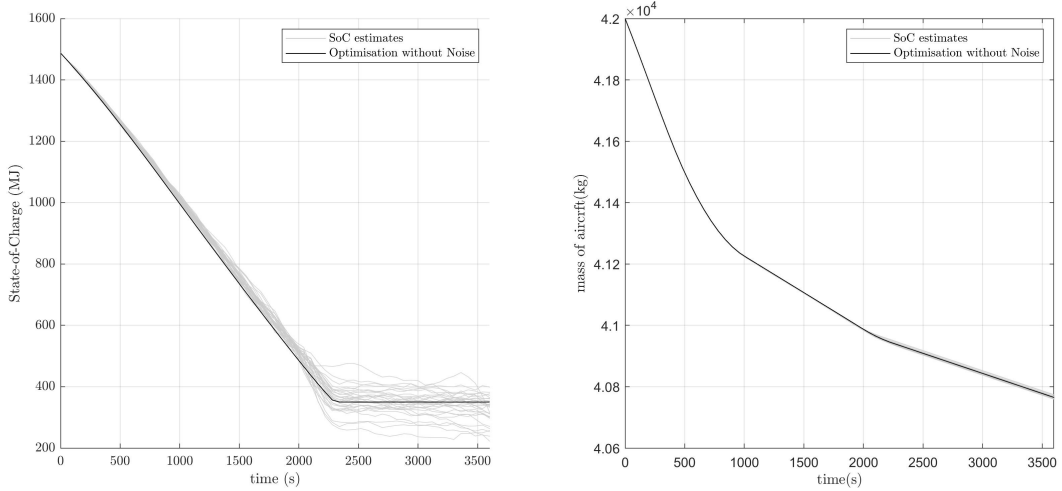 1600
1400
1200
1000
800
600
400
200
0 500 1000 1500 2000 2500 3000 3500
State-of-Charge (MJ)
time (s)
SoC estimates
Optimisation without Noise
×10⁴
4.2
4.18
4.16
4.14
4.12
4.1
4.08
4.06
0 500 1000 1500 2000 2500 3000 3500
mass of aircrft(kg)
time(s)
SoC estimates
Optimisation without Noise